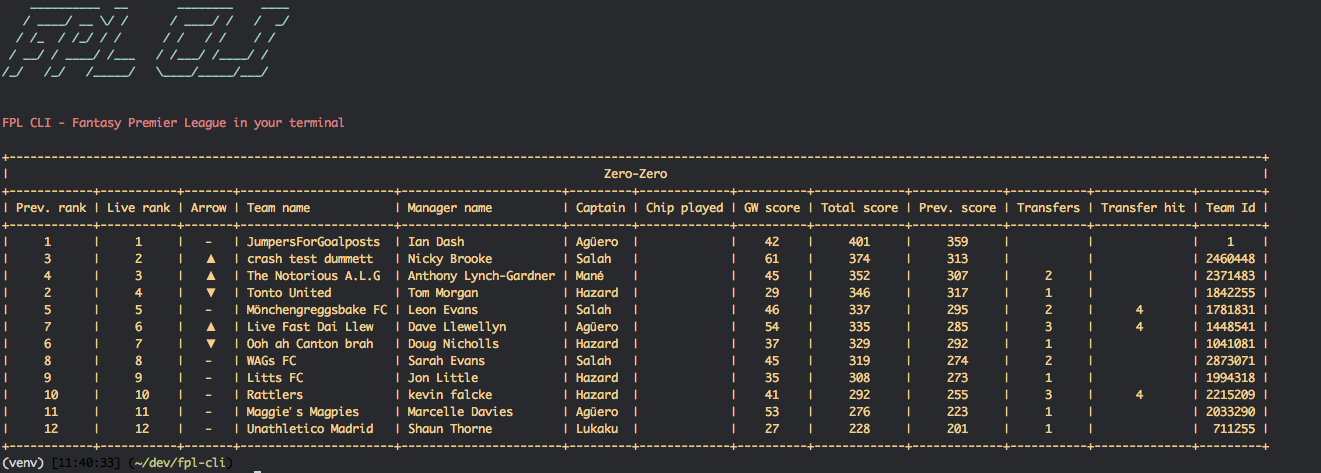 FPL CLI
FPL CLI - Fantasy Premier League in your terminal
Zero-Zero
| Prev. rank | Live rank | Arrow | Team name | Manager name | Captain | Chip played | GW score | Total score | Prev. score | Transfers | Transfer hit | Team Id |
| 1 | 1 | - | JumpersForGoalposts | Ian Dash | Agüero | | 42 | 401 | 359 | | | 1 |
| 3 | 2 | ▲ | crash test dummett | Nicky Brooke | Salah | | 61 | 374 | 313 | | | 2460448 |
| 4 | 3 | ▲ | The Notorious A.L.G | Anthony Lynch-Gardner | Mané | | 45 | 352 | 307 | 2 | | 2371483 |
| 2 | 4 | ▼ | Tonto United | Tom Morgan | Hazard | | 29 | 346 | 317 | 1 | | 1842255 |
| 5 | 5 | - | Mönchengreggsbake FC | Leon Evans | Salah | | 46 | 337 | 295 | 2 | 4 | 1781831 |
| 7 | 6 | ▲ | Live Fast Dai Llew | Dave Llewellyn | Agüero | | 54 | 335 | 285 | 3 | 4 | 1448541 |
| 6 | 7 | ▼ | Ooh ah Canton brah | Doug Nicholls | Hazard | | 37 | 329 | 292 | 1 | | 1041081 |
| 8 | 8 | - | WAGs FC | Sarah Evans | Salah | | 45 | 319 | 274 | 2 | | 2873071 |
| 9 | 9 | - | Litts FC | Jon Little | Hazard | | 35 | 308 | 273 | 1 | | 1994318 |
| 10 | 10 | - | Rattlers | kevin falcke | Hazard | | 41 | 292 | 255 | 3 | 4 | 2215209 |
| 11 | 11 | - | Maggie's Magpies | Marcelle Davies | Agüero | | 53 | 276 | 223 | 1 | | 2033290 |
| 12 | 12 | - | Unathletico Madrid | Shaun Thorne | Lukaku | | 27 | 228 | 201 | 1 | | 711255 |
(venv) [11:40:33] (~/dev/fpl-cli)